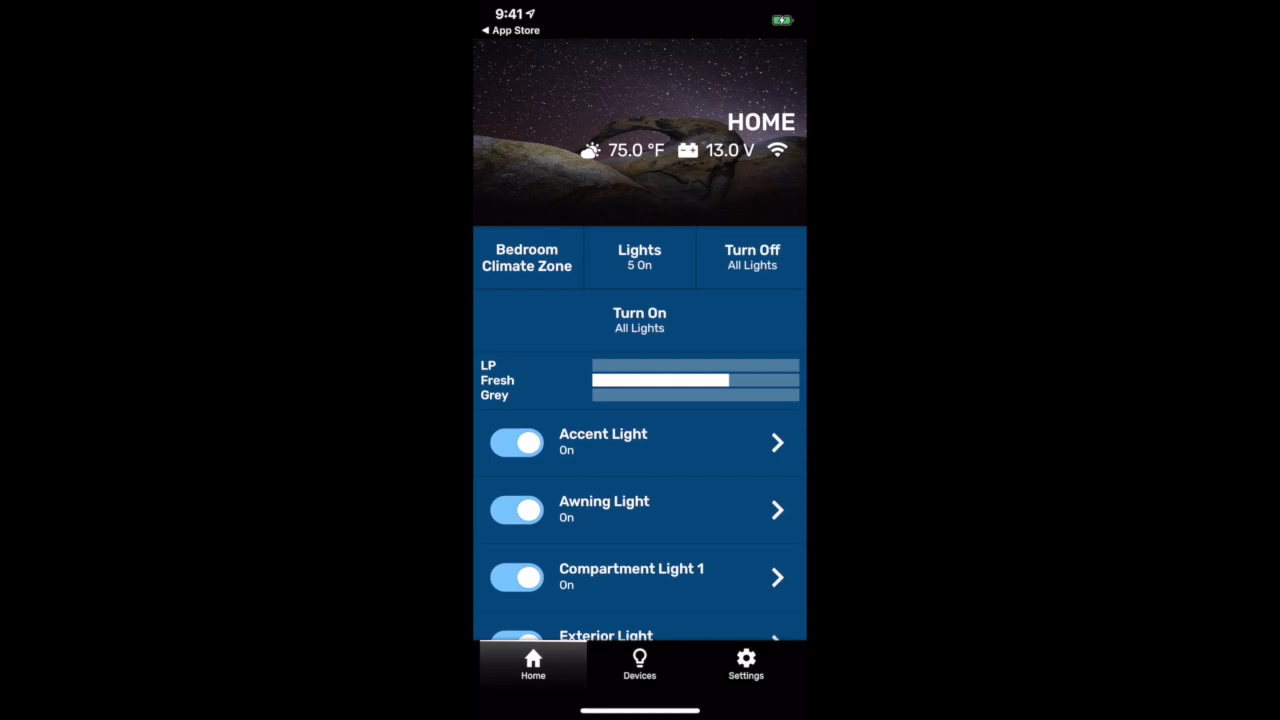 9:41
◀ App Store
HOME
75.0 °F 13.0 V
Bedroom
Climate Zone
Lights
5 On
Turn Off
All Lights
Turn On
All Lights
LP
Fresh
Grey
Accent Light
On
Awning Light
On
Compartment Light 1
On
Exterior Light
Home
Devices
Settings